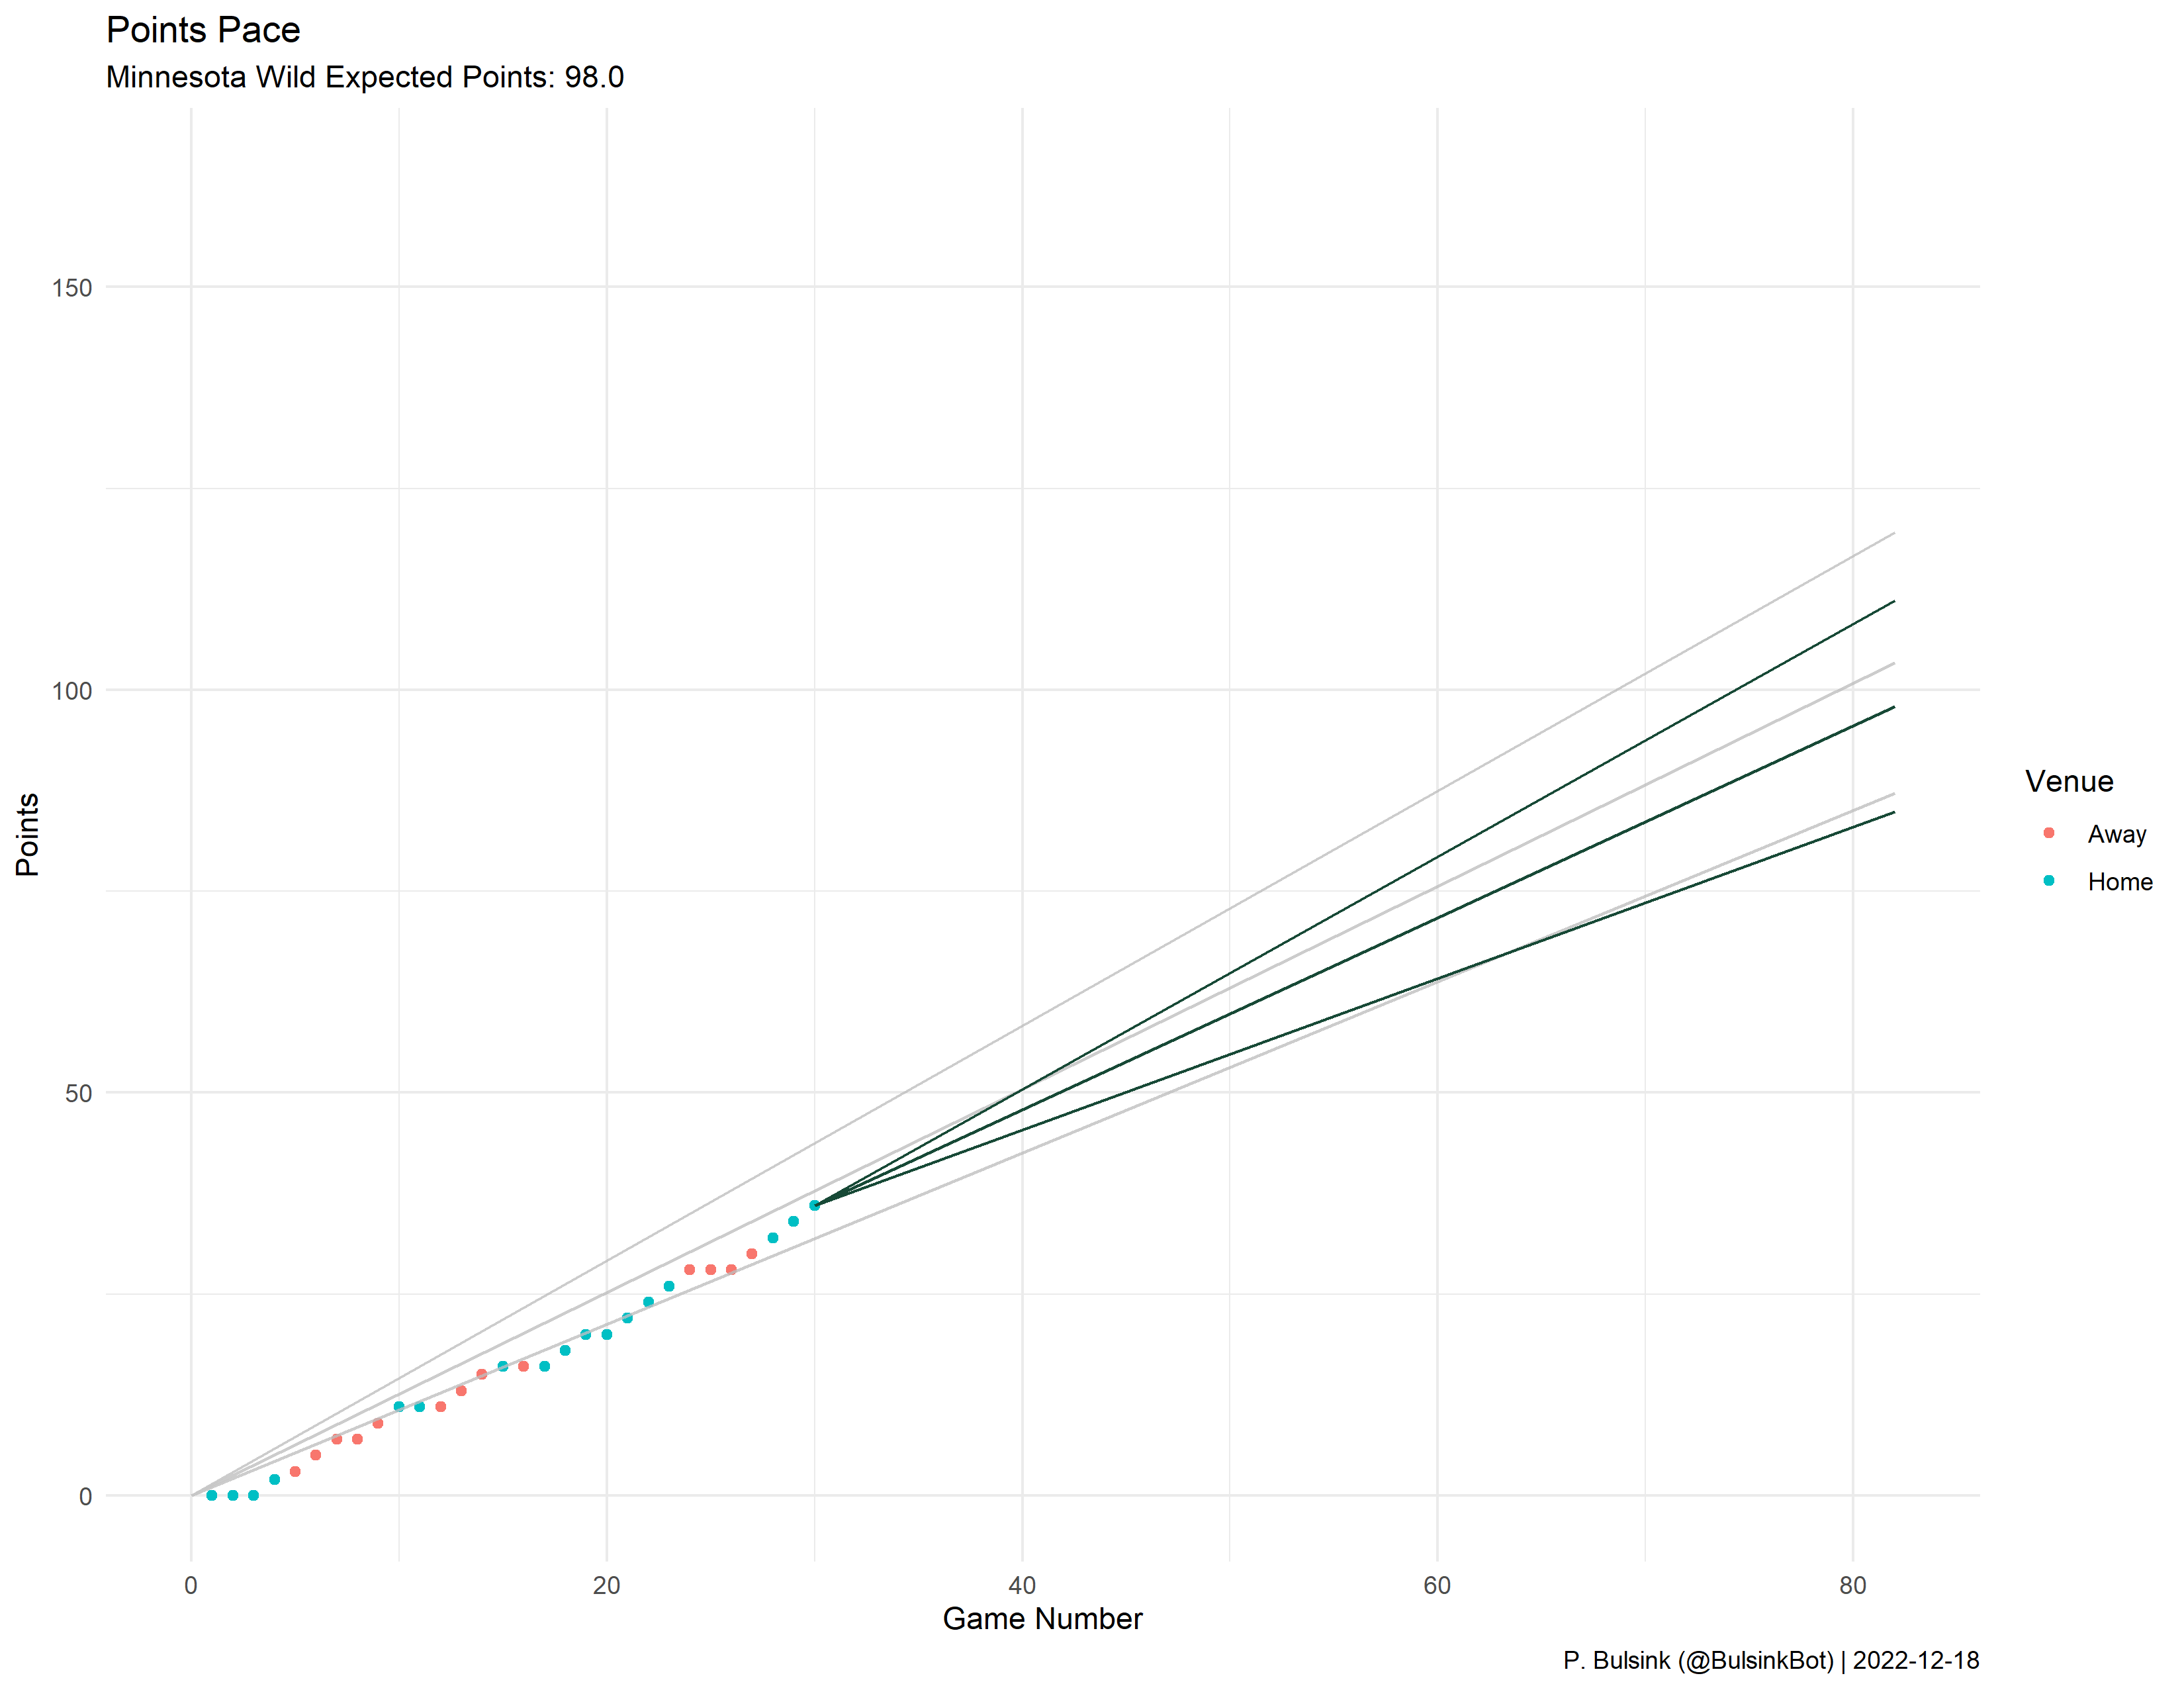 Points Pace
Minnesota Wild Expected Points: 98.0
150
100
50
0
Points
0 20 40 60 80
Game Number
Venue
Away
Home
P. Bulsink (@BulsinkBot) | 2022-12-18